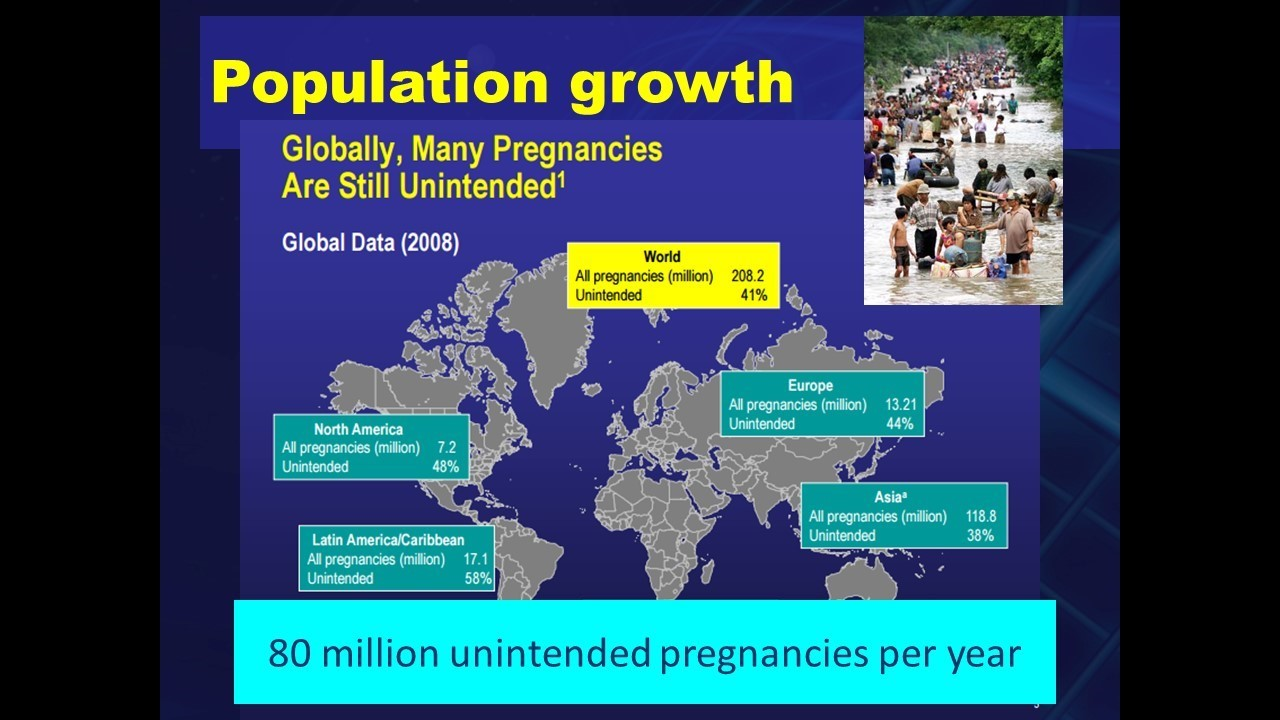 Population growth
Globally, Many Pregnancies
Are Still Unintended¹
Global Data (2008)
World
All pregnancies (million) 208.2
Unintended 41%
Europe
All pregnancies (million) 13.21
Unintended 44%
North America
All pregnancies (million) 7.2
Unintended 48%
Asiaᵃ
All pregnancies (million) 118.8
Unintended 38%
Latin America/Caribbean
All pregnancies (million) 17.1
Unintended 58%
80 million unintended pregnancies per year